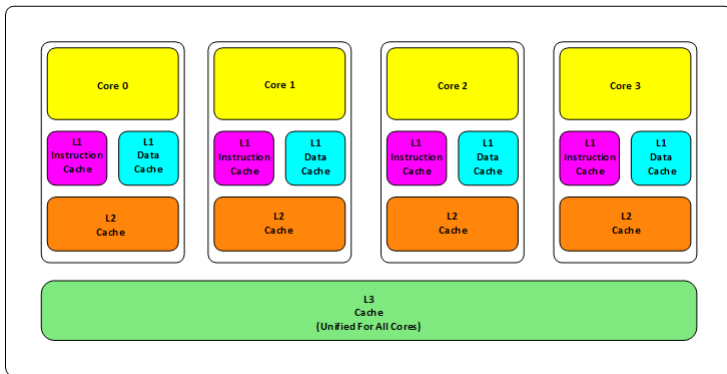 Core 0
Core 1
Core 2
Core 3
L1
Instruction
Cache
L1
Data
Cache
L1
Instruction
Cache
L1
Data
Cache
L1
Instruction
Cache
L1
Data
Cache
L1
Instruction
Cache
L1
Data
Cache
L2
Cache
L2
Cache
L2
Cache
L2
Cache
L3
Cache
(Unified For All Cores)